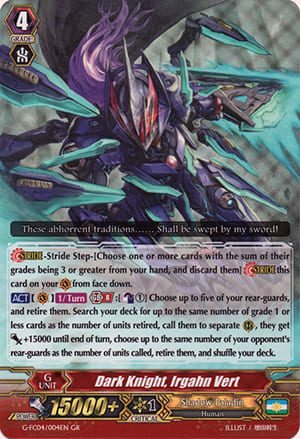 4
GRADE
These abhorrent traditions...... Shall be swept by my sword!
STRIDE -Stride Step-[Choose one or more cards with the sum of their
grades being 3 or greater from your hand, and discard them] STRIDE this
card on your from face down.
ACT [ ] 1/Turn : [ 1] Choose up to five of your rear-guards,
and retire them. Search your deck for up to the same number of grade 1 or
less cards as the number of units retired, call them to separate , they get
+15000 until end of turn, choose up to the same number of your opponent's
rear-guards as the number of units called, retire them, and shuffle your deck.
G
UNIT
Dark Knight, Irgahn Vert
POWER 15000+ 1
CRITICAL
Shadow Paladin
Human
G-FC04/004EN GR
ILLUST /